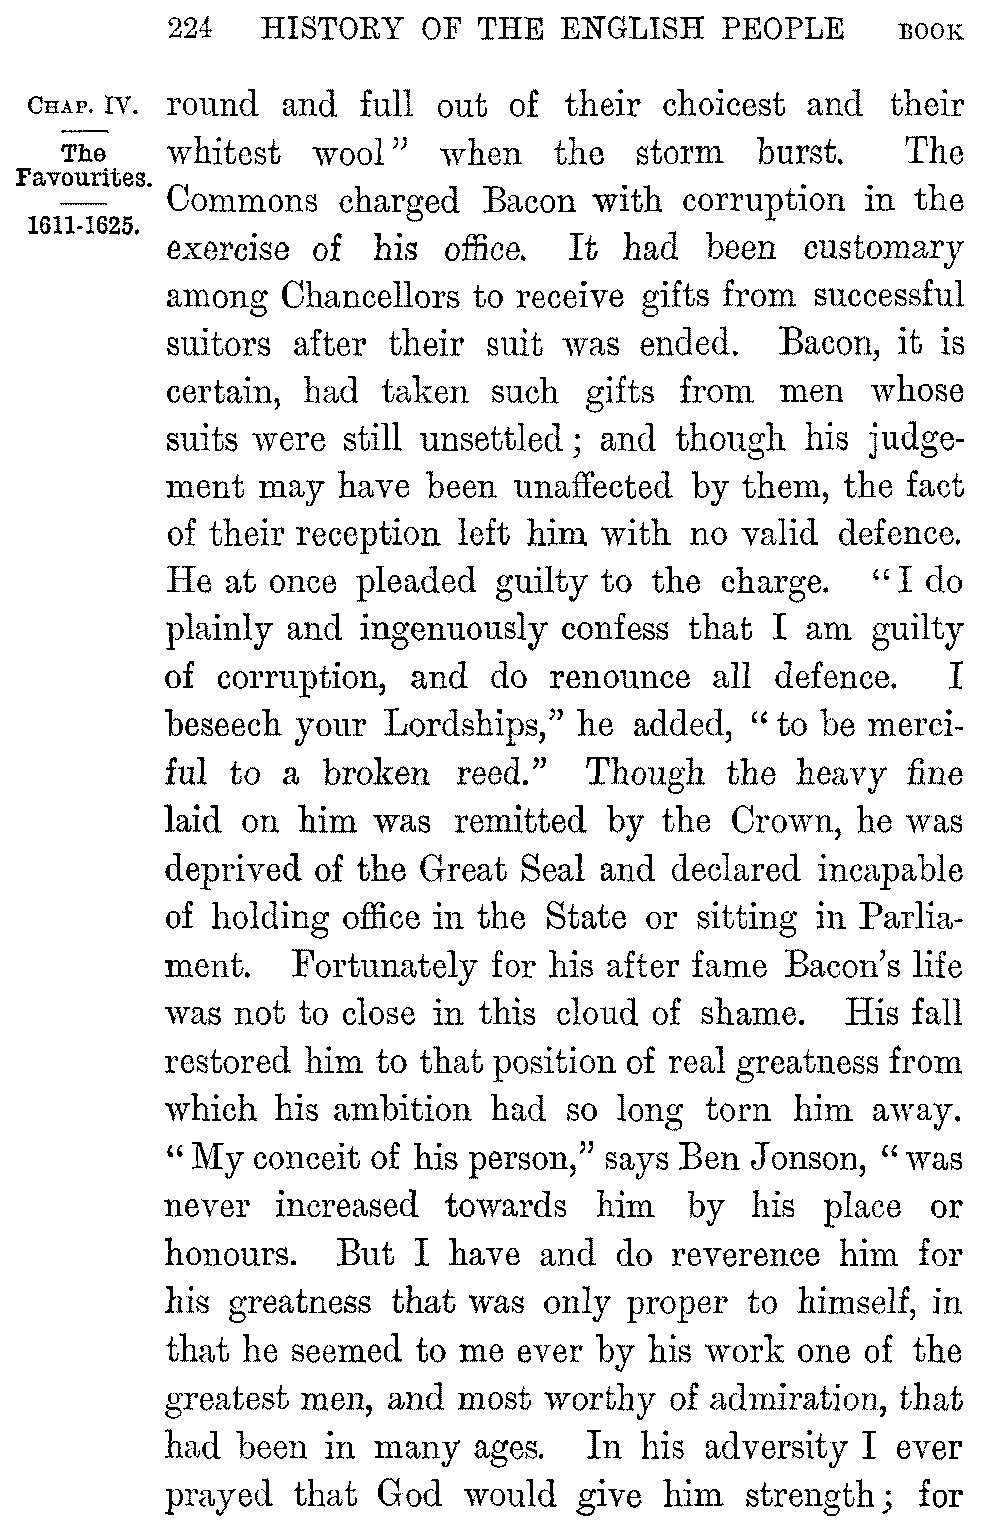 224 HISTORY OF THE ENGLISH PEOPLE BOOK
CHAP. IV.
The
Favourites.
1611-1625.
round and full out of their choicest and their
whitest wool” when the storm burst. The
Commons charged Bacon with corruption in the
exercise of his office. It had been customary
among Chancellors to receive gifts from successful
suitors after their suit was ended. Bacon, it is
certain, had taken such gifts from men whose
suits were still unsettled; and though his judge-
ment may have been unaffected by them, the fact
of their reception left him with no valid defence.
He at once pleaded guilty to the charge. “I do
plainly and ingenuously confess that I am guilty
of corruption, and do renounce all defence. I
beseech your Lordships,” he added, “to be merci-
ful to a broken reed.” Though the heavy fine
laid on him was remitted by the Crown, he was
deprived of the Great Seal and declared incapable
of holding office in the State or sitting in Parlia-
ment. Fortunately for his after fame Bacon’s life
was not to close in this cloud of shame. His fall
restored him to that position of real greatness from
which his ambition had so long torn him away.
“My conceit of his person,” says Ben Jonson, “was
never increased towards him by his place or
honours. But I have and do reverence him for
his greatness that was only proper to himself, in
that he seemed to me ever by his work one of the
greatest men, and most worthy of admiration, that
had been in many ages. In his adversity I ever
prayed that God would give him strength; for